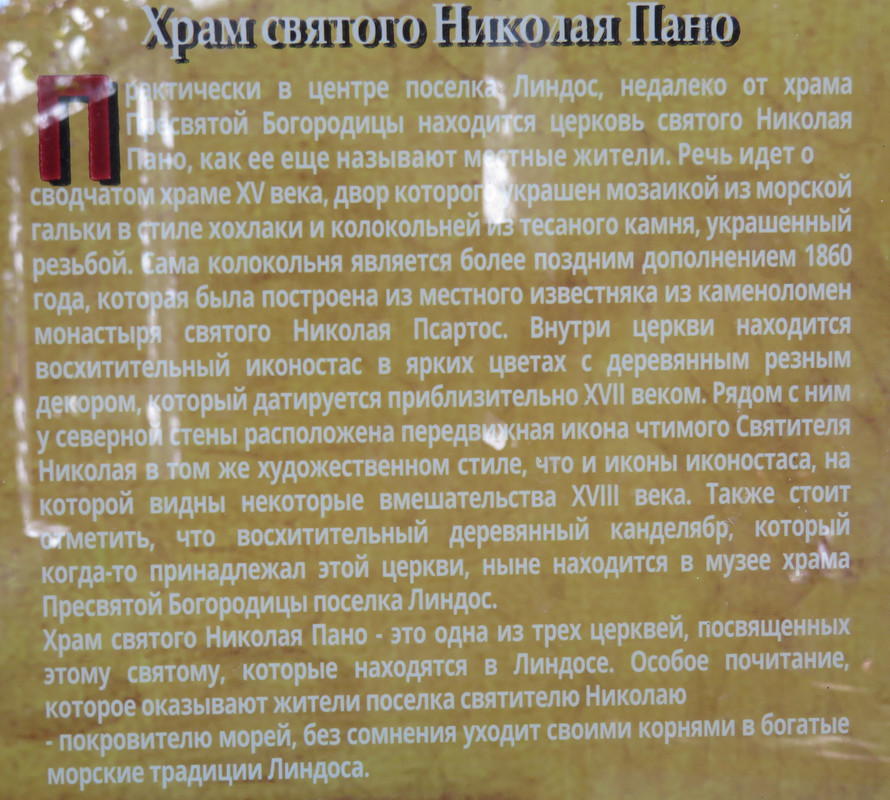 Храм святого Николая Пано
Практически в центре поселка Линдос, недалеко от храма
Пресвятой Богородицы находится церковь святого Николая
Пано, как ее еще называют местные жители. Речь идет о
сводчатом храме XV века, двор которого украшен мозаикой из морской
гальки в стиле хохлаки и колокольней из тесаного камня, украшенный
резьбой. Сама колокольня является более поздним дополнением 1860
года, которая была построена из местного известняка из каменоломен
монастыря святого Николая Псартос. Внутри церкви находится
восхитительный иконостас в ярких цветах с деревянным резным
декором, который датируется приблизительно XVII веком. Рядом с ним
у северной стены расположена передвижная икона чтимого Святителя
Николая в том же художественном стиле, что и иконы иконостаса, на
которой видны некоторые вмешательства XVIII века. Также стоит
отметить, что восхитительный деревянный канделябр, который
когда-то принадлежал этой церкви, ныне находится в музее храма
Пресвятой Богородицы поселка Линдос.
Храм святого Николая Пано - это одна из трех церквей, посвященных
этому святому, которые находятся в Линдосе. Особое почитание,
которое оказывают жители поселка святителю Николаю
- покровителю морей, без сомнения уходит своими корнями в богатые
морские традиции Линдоса.